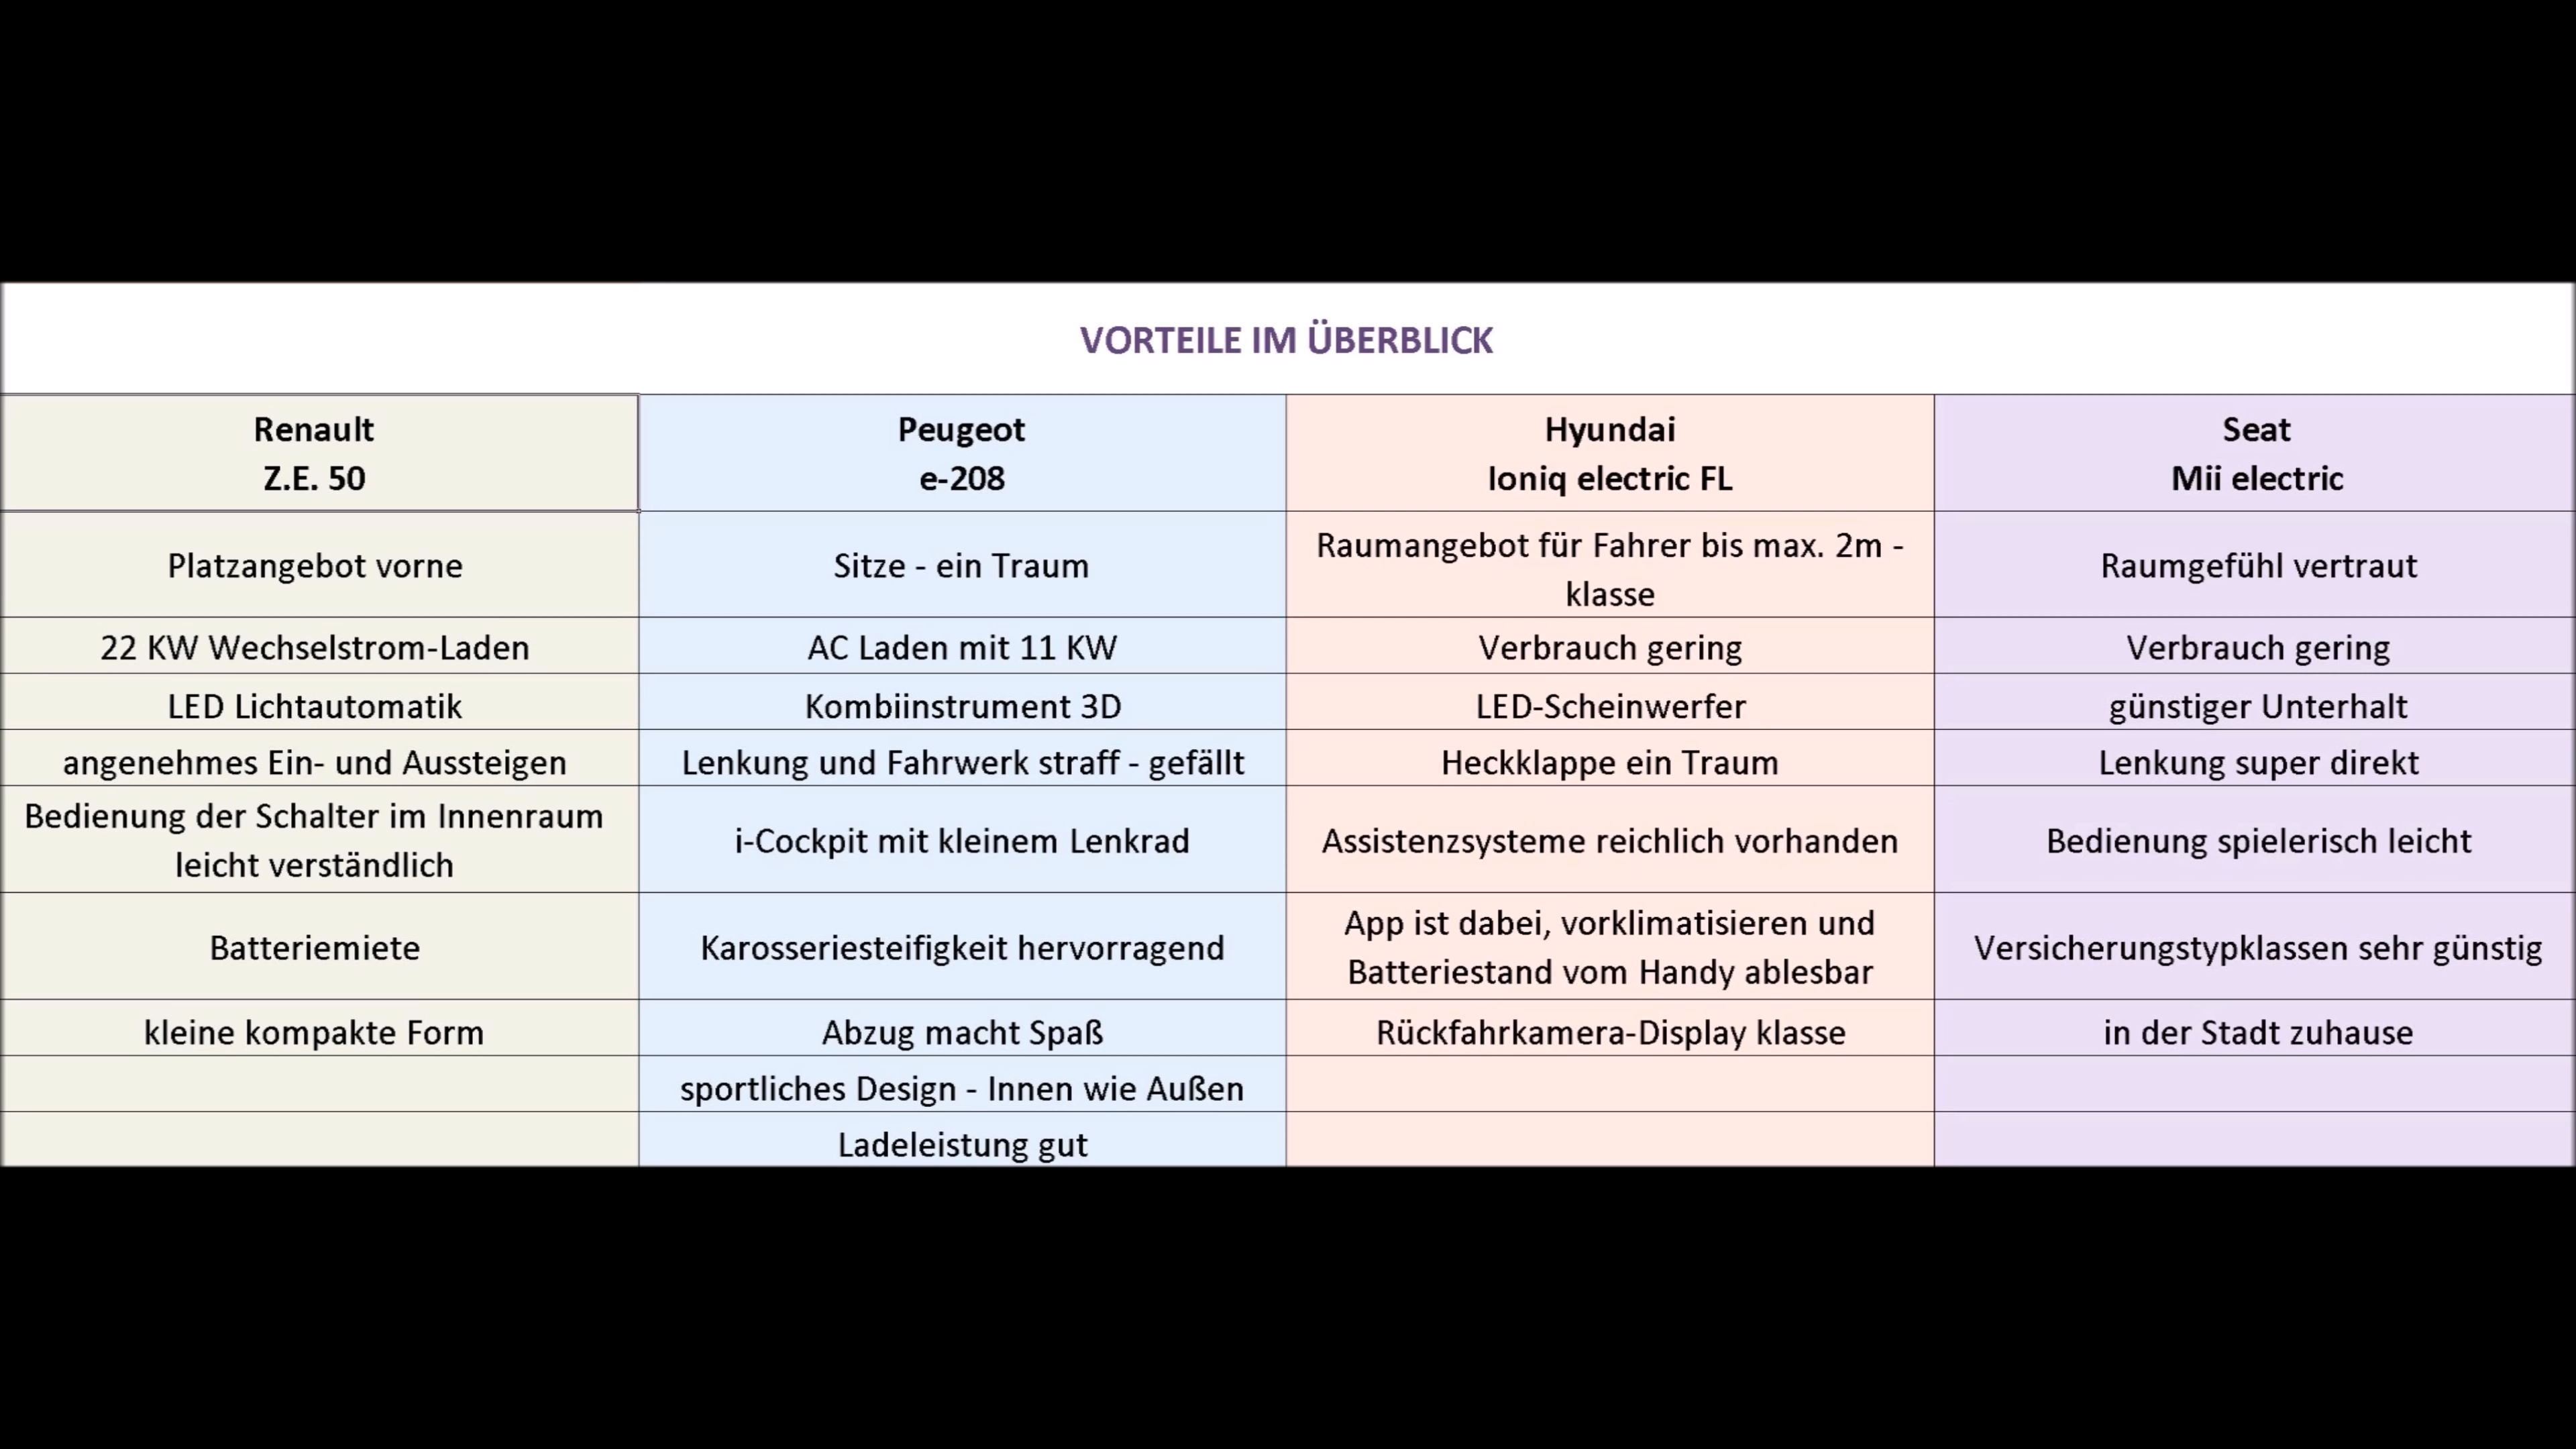 VORTEILE IM ÜBERBLICK
Renault
Z.E. 50
Peugeot
e-208
Hyundai
Ioniq electric FL
Seat
Mii electric
Platzangebot vorne
Sitze - ein Traum
Raumangebot für Fahrer bis max. 2m -
klasse
Raumgefühl vertraut
22 KW Wechselstrom-Laden
AC Laden mit 11 KW
Verbrauch gering
Verbrauch gering
LED Lichtautomatik
Kombiinstrument 3D
LED-Scheinwerfer
günstiger Unterhalt
angenehmes Ein- und Aussteigen
Lenkung und Fahrwerk straff - gefällt
Heckklappe ein Traum
Lenkung super direkt
Bedienung der Schalter im Innenraum
leicht verständlich
i-Cockpit mit kleinem Lenkrad
Assistenzsysteme reichlich vorhanden
Bedienung spielerisch leicht
Batteriemiete
Karosseriesteifigkeit hervorragend
App ist dabei, vorklimatisieren und
Batteriestand vom Handy ablesbar
Versicherungstypklassen sehr günstig
kleine kompakte Form
Abzug macht Spaß
Rückfahrkamera-Display klasse
in der Stadt zuhause
sportliches Design - Innen wie Außen
Ladeleistung gut